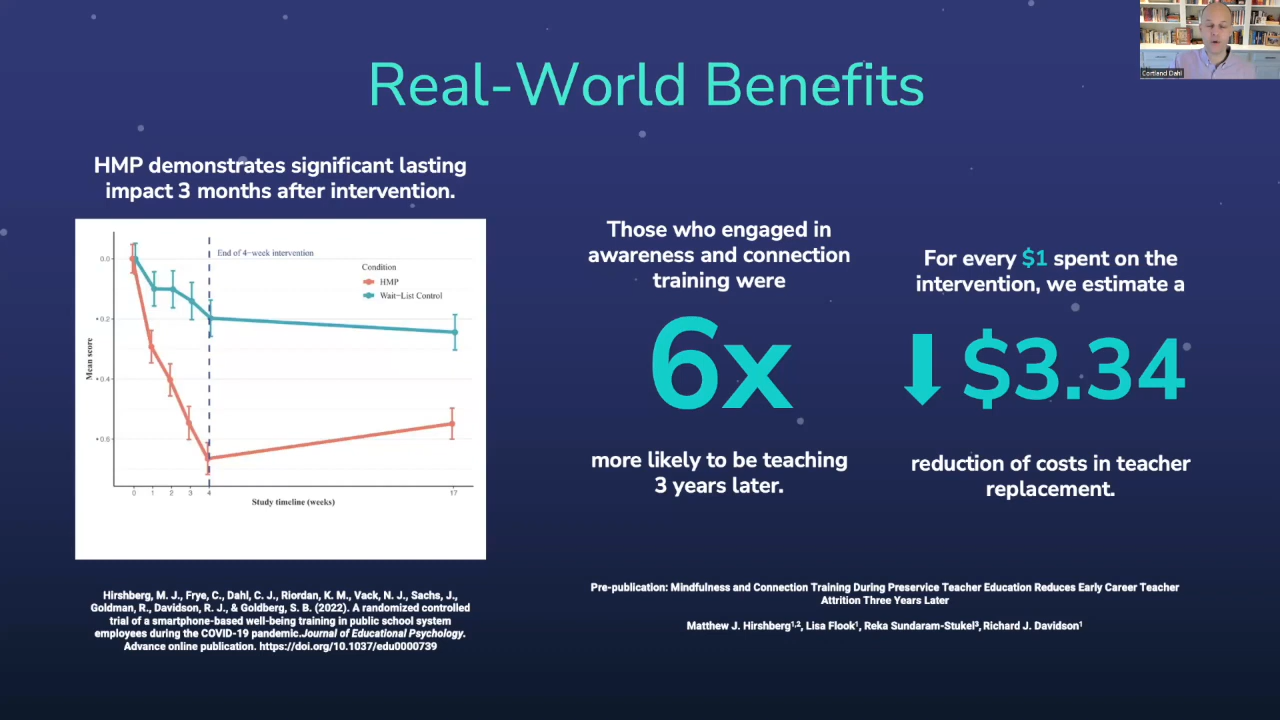 Real-World Benefits
Cortland Dahl
HMP demonstrates significant lasting
impact 3 months after intervention.
End of 4-week intervention
Condition
HMP
Wait-List Control
0.0
-0.2
-0.4
-0.6
Mean score
0 1 2 3 4 17
Study timeline (weeks)
Hirshberg, M. J., Frye, C., Dahl, C. J., Riordan, K. M., Vack, N. J., Sachs, J.,
Goldman, R., Davidson, R. J., & Goldberg, S. B. (2022). A randomized controlled
trial of a smartphone-based well-being training in public school system
employees during the COVID-19 pandemic.Journal of Educational Psychology.
Advance online publication. https://doi.org/10.1037/edu0000739
Those who engaged in
awareness and connection
training were
6x
more likely to be teaching
3 years later.
For every $1 spent on the
intervention, we estimate a
$3.34
reduction of costs in teacher
replacement.
Pre-publication: Mindfulness and Connection Training During Preservice Teacher Education Reduces Early Career Teacher
Attrition Three Years Later
Matthew J. Hirshberg¹,², Lisa Flook¹, Reka Sundaram-Stukel³, Richard J. Davidson¹